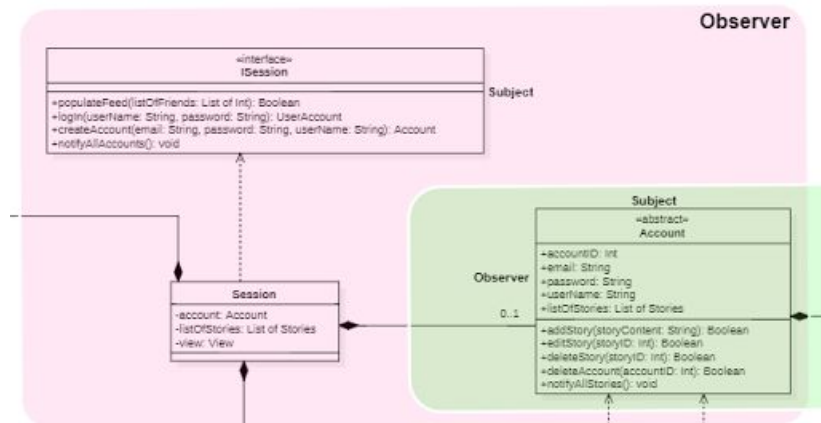 Observer
«interface»
ISession
+populateFeed(listOfFriends: List of Int): Boolean
+logIn(userName: String, password: String): UserAccount
+createAccount(email: String, password: String, userName: String): Account
+notifyAllAccounts(): void
Subject
Subject
«abstract»
Account
+accountID: Int
+email: String
+password: String
+userName: String
+listOfStories: List of Stories
+addStory(storyContent: String): Boolean
+editStory(storyID: Int): Boolean
+deleteStory(storyID: Int): Boolean
+deleteAccount(accountID: Int): Boolean
+notifyAllStories(): void
Observer
0..1
Session
-account: Account
-listOfStories: List of Stories
-view: View